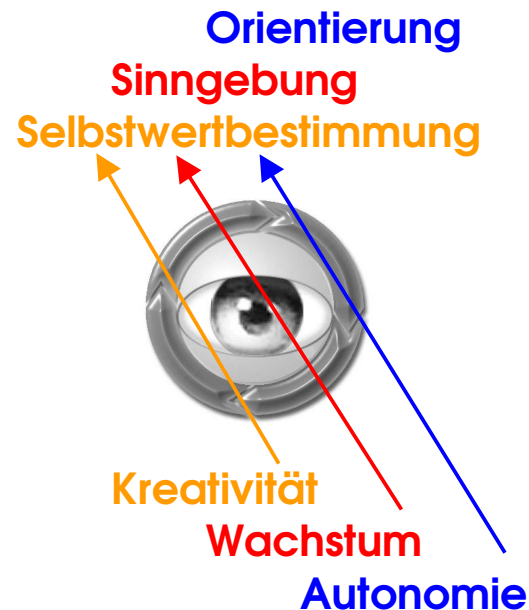 Orientierung
Sinngebung
Selbstwertbestimmung
Kreativität
Wachstum
Autonomie